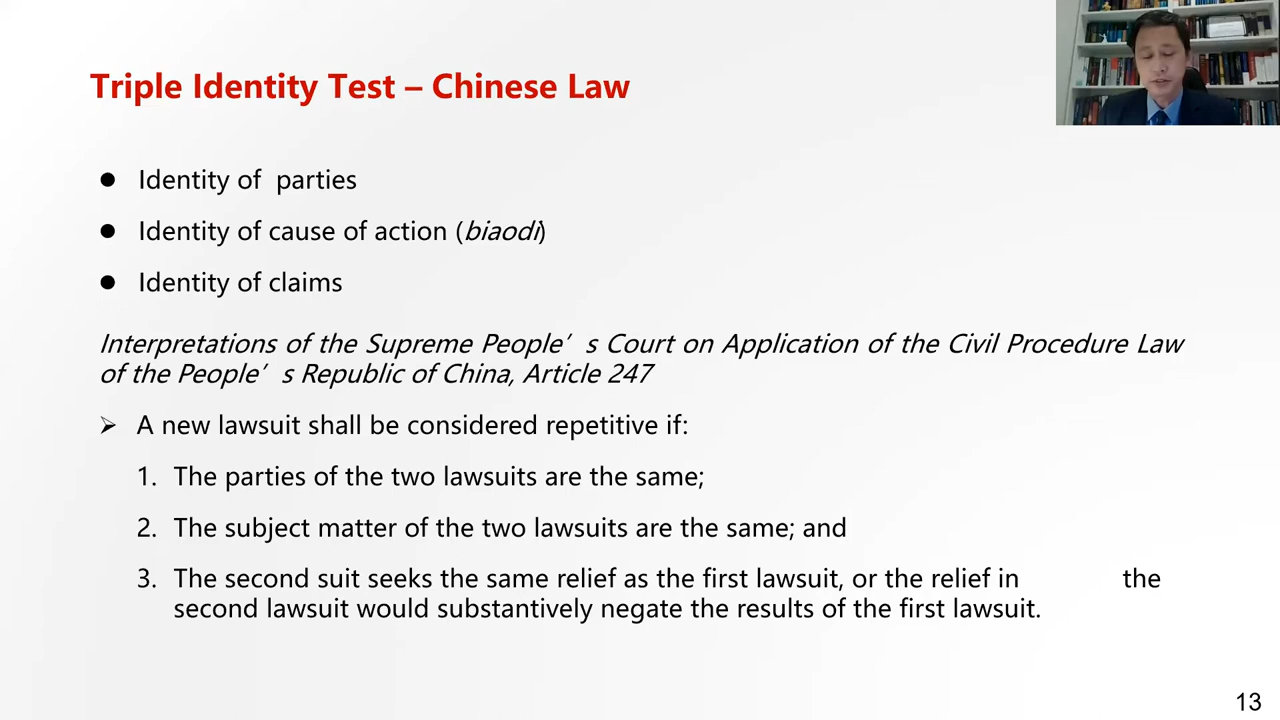 Triple Identity Test – Chinese Law
● Identity of  parties
● Identity of cause of action (biaodi)
● Identity of claims
Interpretations of the Supreme People’ s Court on Application of the Civil Procedure Law
of the People’ s Republic of China, Article 247
➢ A new lawsuit shall be considered repetitive if:
1. The parties of the two lawsuits are the same;
2. The subject matter of the two lawsuits are the same; and
3. The second suit seeks the same relief as the first lawsuit, or the relief in the
second lawsuit would substantively negate the results of the first lawsuit.
13